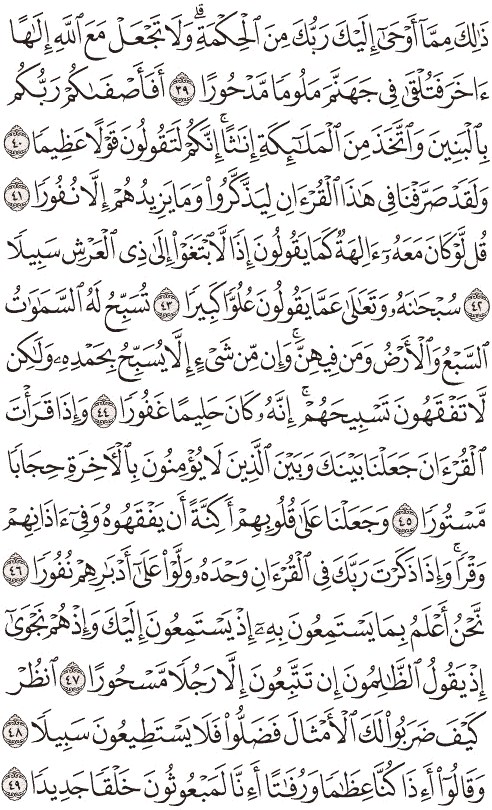 ذَٰلِكَ مِمَّآ أَوْحَىٰٓ إِلَيْكَ رَبُّكَ مِنَ ٱلْحِكْمَةِ ۗ وَلَا تَجْعَلْ مَعَ ٱللَّهِ إِلَٰهًا
ءَاخَرَ فَتُلْقَىٰ فِى جَهَنَّمَ مَلُومًا مَّدْحُورًا ٣٩ أَفَأَصْفَىٰكُمْ رَبُّكُم
بِٱلْبَنِينَ وَٱتَّخَذَ مِنَ ٱلْمَلَٰٓئِكَةِ إِنَٰثًا ۚ إِنَّكُمْ لَتَقُولُونَ قَوْلًا عَظِيمًا ٤٠
وَلَقَدْ صَرَّفْنَا فِى هَٰذَا ٱلْقُرْءَانِ لِيَذَّكَّرُوا۟ وَمَا يَزِيدُهُمْ إِلَّا نُفُورًا ٤١
قُل لَّوْ كَانَ مَعَهُۥٓ ءَالِهَةٌ كَمَا يَقُولُونَ إِذًا لَّٱبْتَغَوْا۟ إِلَىٰ ذِى ٱلْعَرْشِ سَبِيلًا
٤٢ سُبْحَٰنَهُۥ وَتَعَٰلَىٰ عَمَّا يَقُولُونَ عُلُوًّا كَبِيرًا ٤٣ تُسَبِّحُ لَهُ ٱلسَّمَٰوَٰتُ
ٱلسَّبْعُ وَٱلْأَرْضُ وَمَن فِيهِنَّ ۚ وَإِن مِّن شَىْءٍ إِلَّا يُسَبِّحُ بِحَمْدِهِۦ وَلَٰكِن
لَّا تَفْقَهُونَ تَسْبِيحَهُمْ ۗ إِنَّهُۥ كَانَ حَلِيمًا غَفُورًا ٤٤ وَإِذَا قَرَأْتَ
ٱلْقُرْءَانَ جَعَلْنَا بَيْنَكَ وَبَيْنَ ٱلَّذِينَ لَا يُؤْمِنُونَ بِٱلْءَاخِرَةِ حِجَابًا
مَّسْتُورًا ٤٥ وَجَعَلْنَا عَلَىٰ قُلُوبِهِمْ أَكِنَّةً أَن يَفْقَهُوهُ وَفِىٓ ءَاذَانِهِمْ
وَقْرًا ۚ وَإِذَا ذَكَرْتَ رَبَّكَ فِى ٱلْقُرْءَانِ وَحْدَهُۥ وَلَّوْا۟ عَلَىٰٓ أَدْبَٰرِهِمْ نُفُورًا ٤٦
نَّحْنُ أَعْلَمُ بِمَا يَسْتَمِعُونَ بِهِۦٓ إِذْ يَسْتَمِعُونَ إِلَيْكَ وَإِذْ هُمْ نَجْوَىٰٓ
إِذْ يَقُولُ ٱلظَّٰلِمُونَ إِن تَتَّبِعُونَ إِلَّا رَجُلًا مَّسْحُورًا ٤٧ ٱنظُرْ
كَيْفَ ضَرَبُوا۟ لَكَ ٱلْأَمْثَالَ فَضَلُّوا۟ فَلَا يَسْتَطِيعُونَ سَبِيلًا ٤٨
وَقَالُوٓا۟ أَءِذَا كُنَّا عِظَٰمًا وَرُفَٰتًا أَءِنَّا لَمَبْعُوثُونَ خَلْقًا جَدِيدًا ٤٩